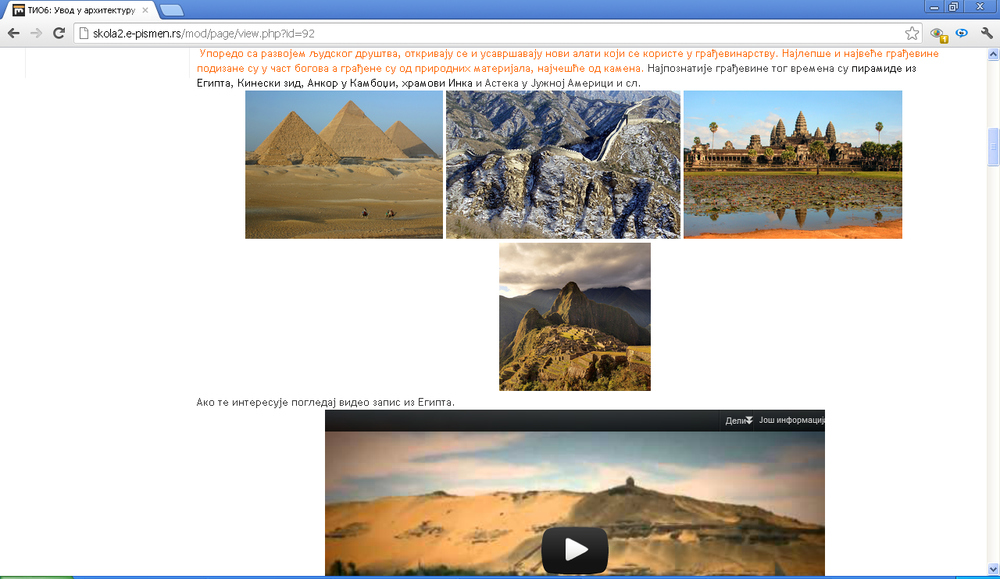 ТИО6: Увод у архитектуру
skola2.e-pismen.rs/mod/page/view.php?id=92
1
Упоредо са развојем људског друштва, откривају се и усавршавају нови алати који се користе у грађевинарству. Најлепше и највеће грађевине
подизане су у част богова а грађене су од природних материјала, најчешће од камена. Најпознатије грађевине тог времена су пирамиде из
Египта, Кинески зид, Анкор у Камбоџи, храмови Инка и Астека у Јужној Америци и сл.
Ако те интересује погледај видео запис из Египта.
Дели Још информација